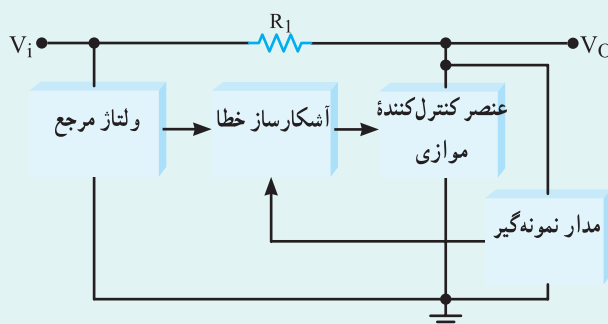 R1
Vi
VO
ولتاژ مرجع
آشکارساز خطا
عنصر کنترل‌کنندهٔ
موازی
مدار نمونه‌گیر